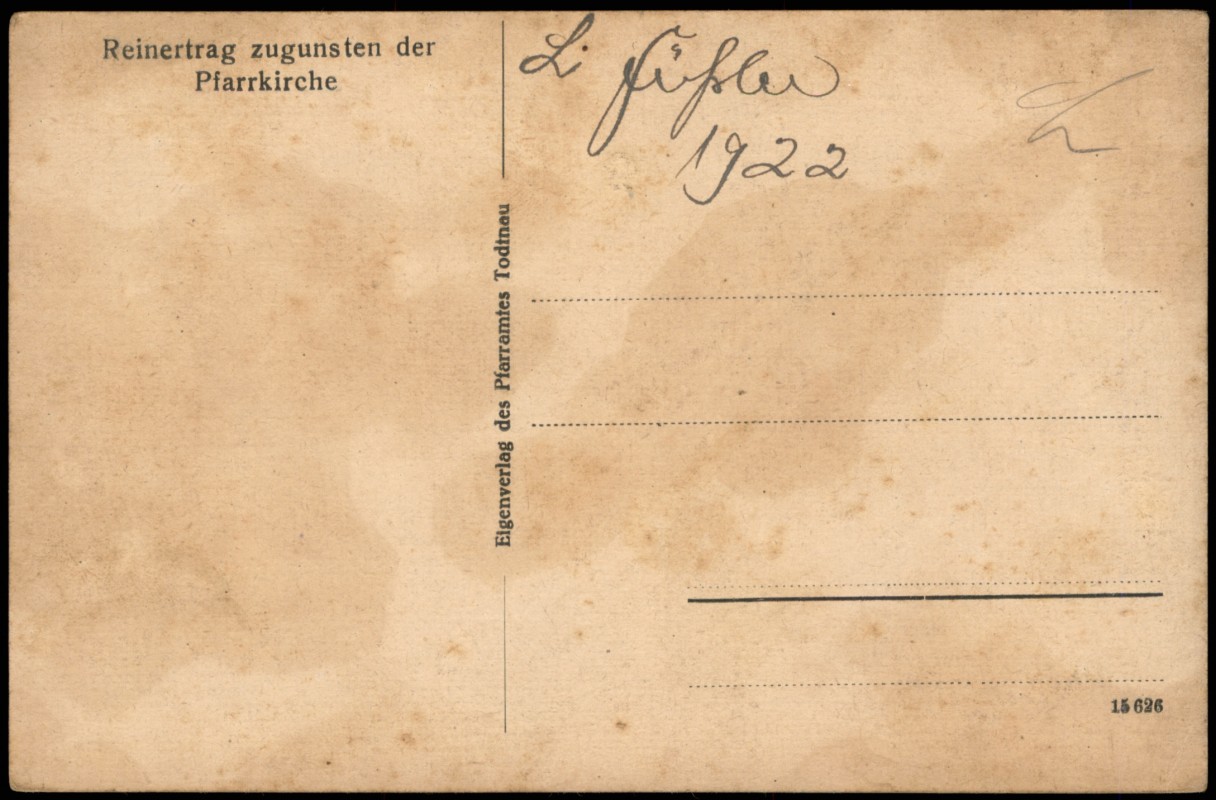 Reinertrag zugunsten der
Pfarrkirche
Eigenverlag des Pfarramtes Todtnau
L.
1922
15 626